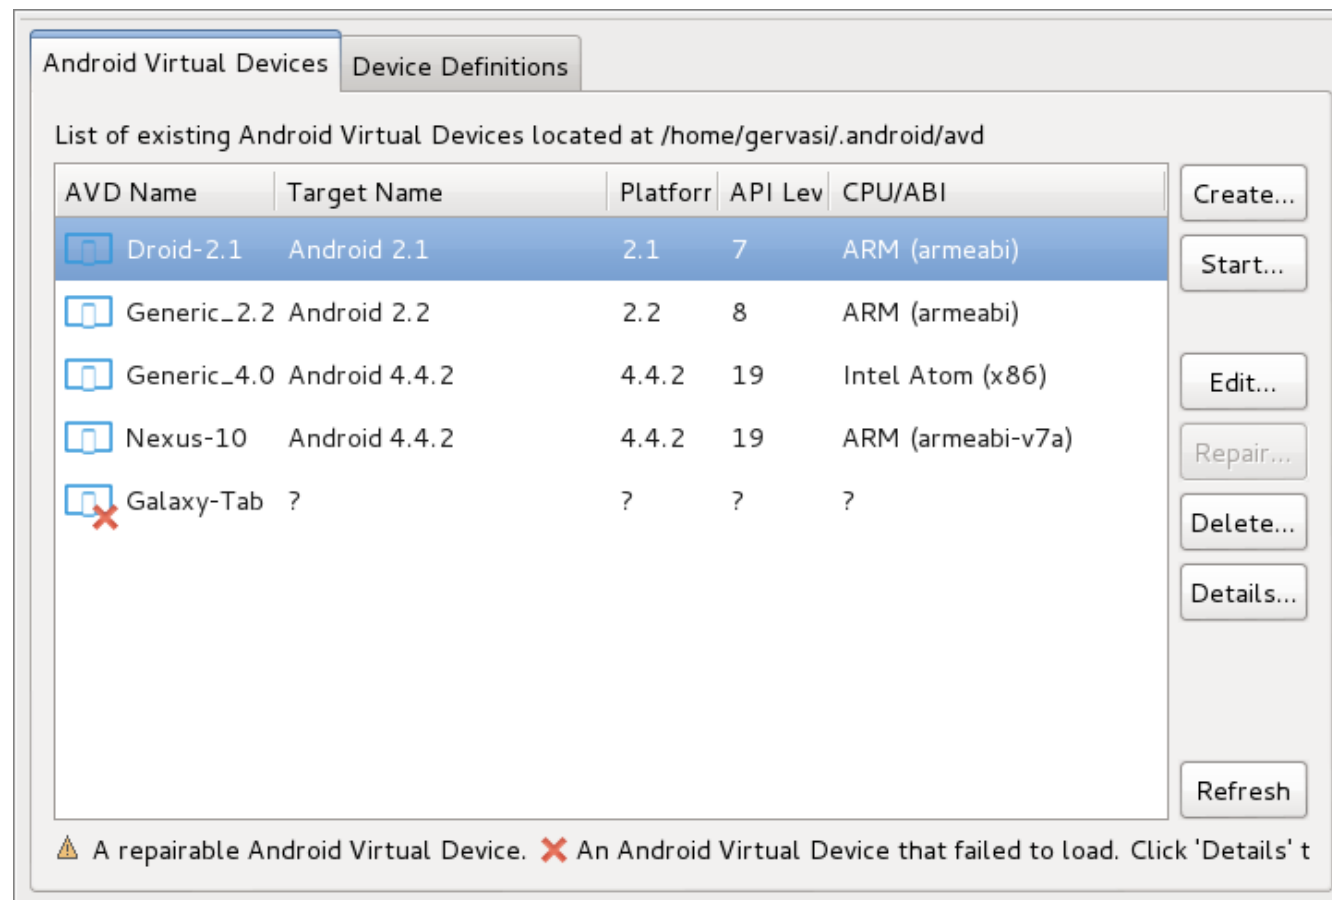 Android Virtual Devices Device Definitions
List of existing Android Virtual Devices located at /home/gervasi/.android/avd
AVD Name Target Name Platforr API Lev CPU/ABI
Droid-2.1 Android 2.1 2.1 7 ARM (armeabi)
Generic_2.2 Android 2.2 2.2 8 ARM (armeabi)
Generic_4.0 Android 4.4.2 4.4.2 19 Intel Atom (x86)
Nexus-10 Android 4.4.2 4.4.2 19 ARM (armeabi-v7a)
Galaxy-Tab ? ? ? ?
Create...
Start...
Edit...
Repair...
Delete...
Details...
Refresh
A repairable Android Virtual Device. An Android Virtual Device that failed to load. Click 'Details' t